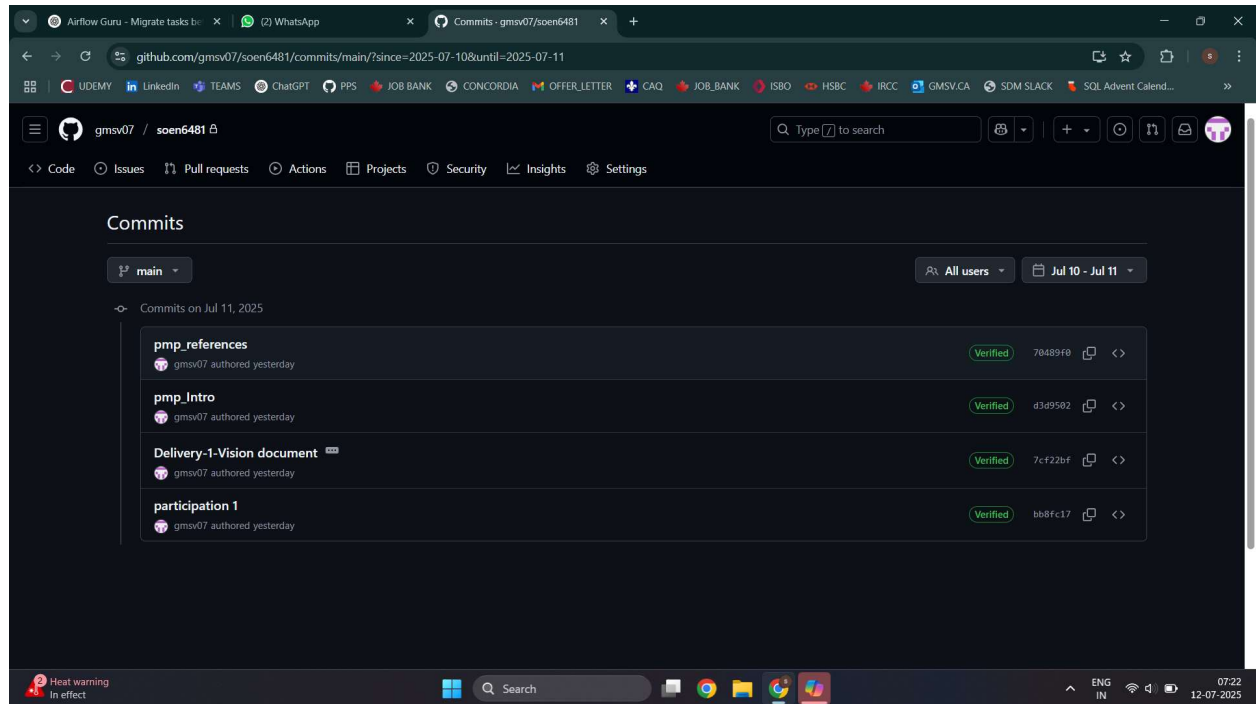 Airflow Guru - Migrate tasks be
(2) WhatsApp
Commits · gmsv07/soen6481
github.com/gmsv07/soen6481/commits/main/?since=2025-07-10&until=2025-07-11
s
UDEMY LinkedIn TEAMS ChatGPT PPS JOB BANK CONCORDIA OFFER_LETTER CAQ JOB_BANK ISBO HSBC IRCC GMSV.CA SDM SLACK SQL Advent Calend... »
gmsv07 / soen6481
Type / to search
Code Issues Pull requests Actions Projects Security Insights Settings
Commits
main All users Jul 10 - Jul 11
Commits on Jul 11, 2025
pmp_references
gmsv07 authored yesterday
Verified 70489f0
pmp_Intro
gmsv07 authored yesterday
Verified d3d9502
Delivery-1-Vision document
gmsv07 authored yesterday
Verified 7cf22bf
participation 1
gmsv07 authored yesterday
Verified bb8fc17
2
Heat warning
In effect
Search
ENG
IN
07:22
12-07-2025